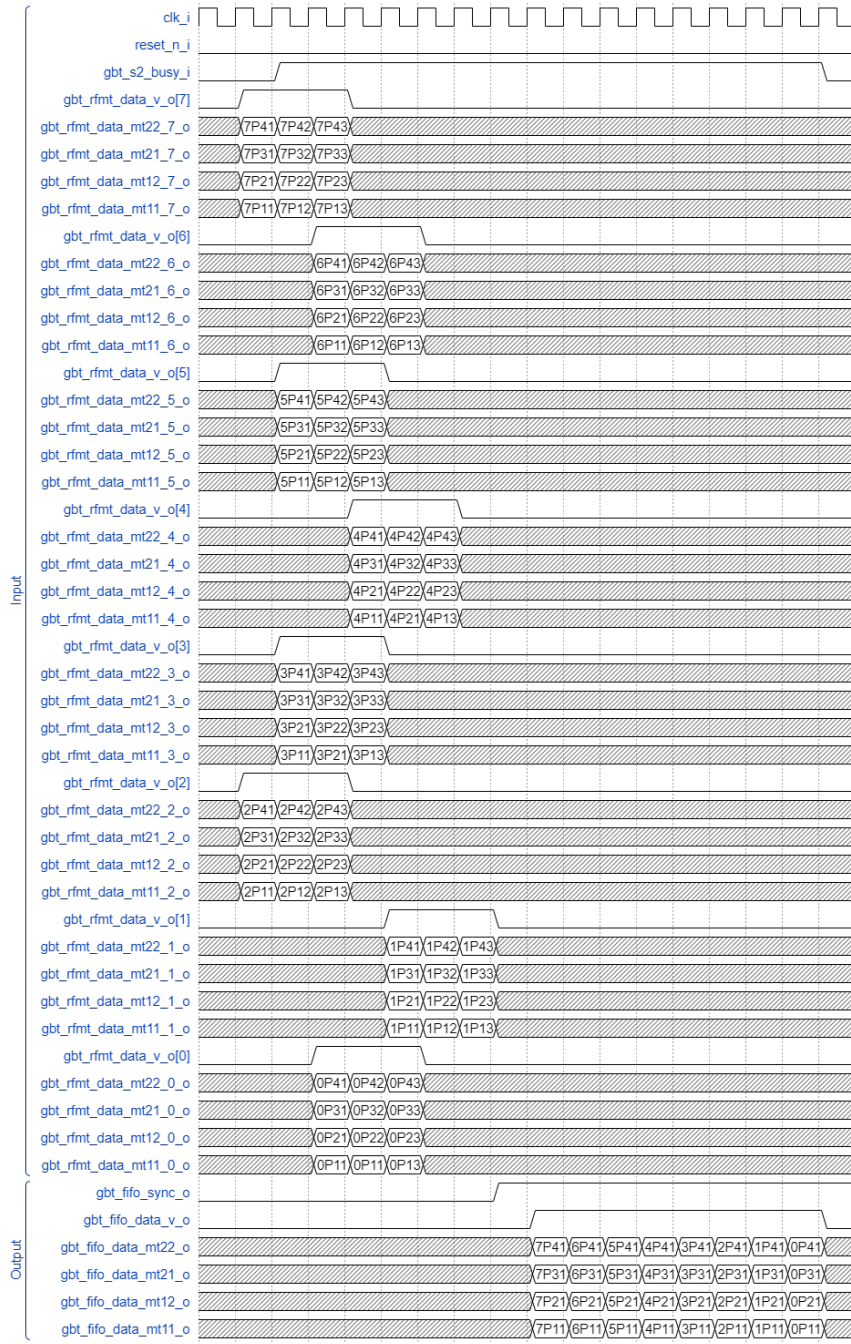 Input
clk_i
reset_n_i
gbt_s2_busy_i
gbt_rfmt_data_v_o[7]
gbt_rfmt_data_mt22_7_o 7P41 7P42 7P43
gbt_rfmt_data_mt21_7_o 7P31 7P32 7P33
gbt_rfmt_data_mt12_7_o 7P21 7P22 7P23
gbt_rfmt_data_mt11_7_o 7P11 7P12 7P13
gbt_rfmt_data_v_o[6]
gbt_rfmt_data_mt22_6_o 6P41 6P42 6P43
gbt_rfmt_data_mt21_6_o 6P31 6P32 6P33
gbt_rfmt_data_mt12_6_o 6P21 6P22 6P23
gbt_rfmt_data_mt11_6_o 6P11 6P12 6P13
gbt_rfmt_data_v_o[5]
gbt_rfmt_data_mt22_5_o 5P41 5P42 5P43
gbt_rfmt_data_mt21_5_o 5P31 5P32 5P33
gbt_rfmt_data_mt12_5_o 5P21 5P22 5P23
gbt_rfmt_data_mt11_5_o 5P11 5P12 5P13
gbt_rfmt_data_v_o[4]
gbt_rfmt_data_mt22_4_o 4P41 4P42 4P43
gbt_rfmt_data_mt21_4_o 4P31 4P32 4P33
gbt_rfmt_data_mt12_4_o 4P21 4P22 4P23
gbt_rfmt_data_mt11_4_o 4P11 4P21 4P13
gbt_rfmt_data_v_o[3]
gbt_rfmt_data_mt22_3_o 3P41 3P42 3P43
gbt_rfmt_data_mt21_3_o 3P31 3P32 3P33
gbt_rfmt_data_mt12_3_o 3P21 3P22 3P23
gbt_rfmt_data_mt11_3_o 3P11 3P21 3P13
gbt_rfmt_data_v_o[2]
gbt_rfmt_data_mt22_2_o 2P41 2P42 2P43
gbt_rfmt_data_mt21_2_o 2P31 2P32 2P33
gbt_rfmt_data_mt12_2_o 2P21 2P22 2P23
gbt_rfmt_data_mt11_2_o 2P11 2P12 2P13
gbt_rfmt_data_v_o[1]
gbt_rfmt_data_mt22_1_o 1P41 1P42 1P43
gbt_rfmt_data_mt21_1_o 1P31 1P32 1P33
gbt_rfmt_data_mt12_1_o 1P21 1P22 1P23
gbt_rfmt_data_mt11_1_o 1P11 1P12 1P13
gbt_rfmt_data_v_o[0]
gbt_rfmt_data_mt22_0_o 0P41 0P42 0P43
gbt_rfmt_data_mt21_0_o 0P31 0P32 0P33
gbt_rfmt_data_mt12_0_o 0P21 0P22 0P23
gbt_rfmt_data_mt11_0_o 0P11 0P11 0P13
Output
gbt_fifo_sync_o
gbt_fifo_data_v_o
gbt_fifo_data_mt22_o 7P41 6P41 5P41 4P41 3P41 2P41 1P41 0P41
gbt_fifo_data_mt21_o 7P31 6P31 5P31 4P31 3P31 2P31 1P31 0P31
gbt_fifo_data_mt12_o 7P21 6P21 5P21 4P21 3P21 2P21 1P21 0P21
gbt_fifo_data_mt11_o 7P11 6P11 5P11 4P11 3P11 2P11 1P11 0P11